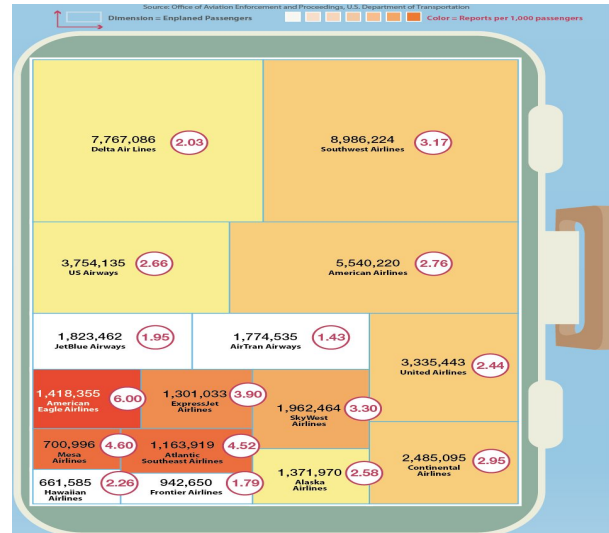 Source: Office of Aviation Enforcement and Proceedings, U.S. Department of Transportation
Dimension = Enplaned Passengers
Color = Reports per 1,000 passengers
7,767,086 2.03
Delta Air Lines
8,986,224 3.17
Southwest Airlines
3,754,135 2.66
US Airways
5,540,220 2.76
American Airlines
1,823,462 1.95
JetBlue Airways
1,774,535 1.43
AirTran Airways
3,335,443 2.44
United Airlines
1,418,355 6.00
American
Eagle Airlines
1,301,033 3.90
ExpressJet
Airlines
1,962,464 3.30
SkyWest
Airlines
700,996 4.60
Mesa
Airlines
1,163,919 4.52
Atlantic
Southeast Airlines
2,485,095 2.95
Continental
Airlines
661,585 2.26
Hawaiian
Airlines
942,650 1.79
Frontier Airlines
1,371,970 2.58
Alaska
Airlines